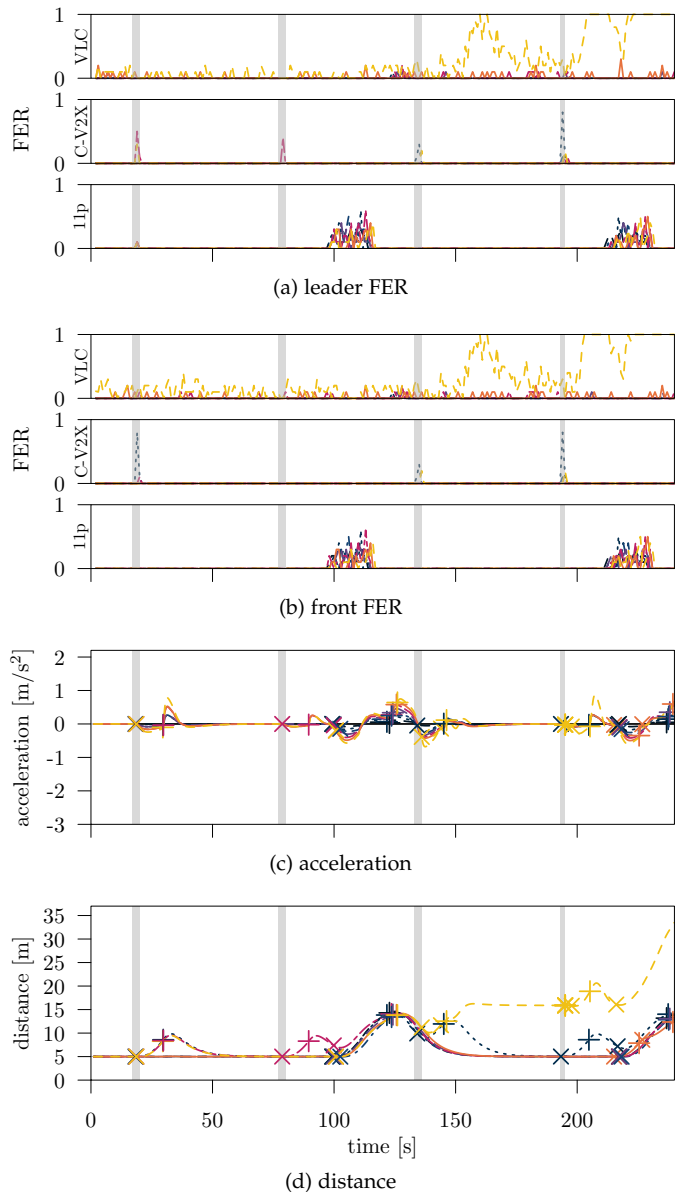 1
VLC
0
1
FER
C-V2X
0
1
11p
0
(a) leader FER
1
VLC
0
1
FER
C-V2X
0
1
11p
0
(b) front FER
2
1
0
-1
-2
-3
acceleration [m/s²]
0 50 100 150 200
(c) acceleration
35
30
25
20
15
10
5
0
distance [m]
0 50 100 150 200
time [s]
(d) distance